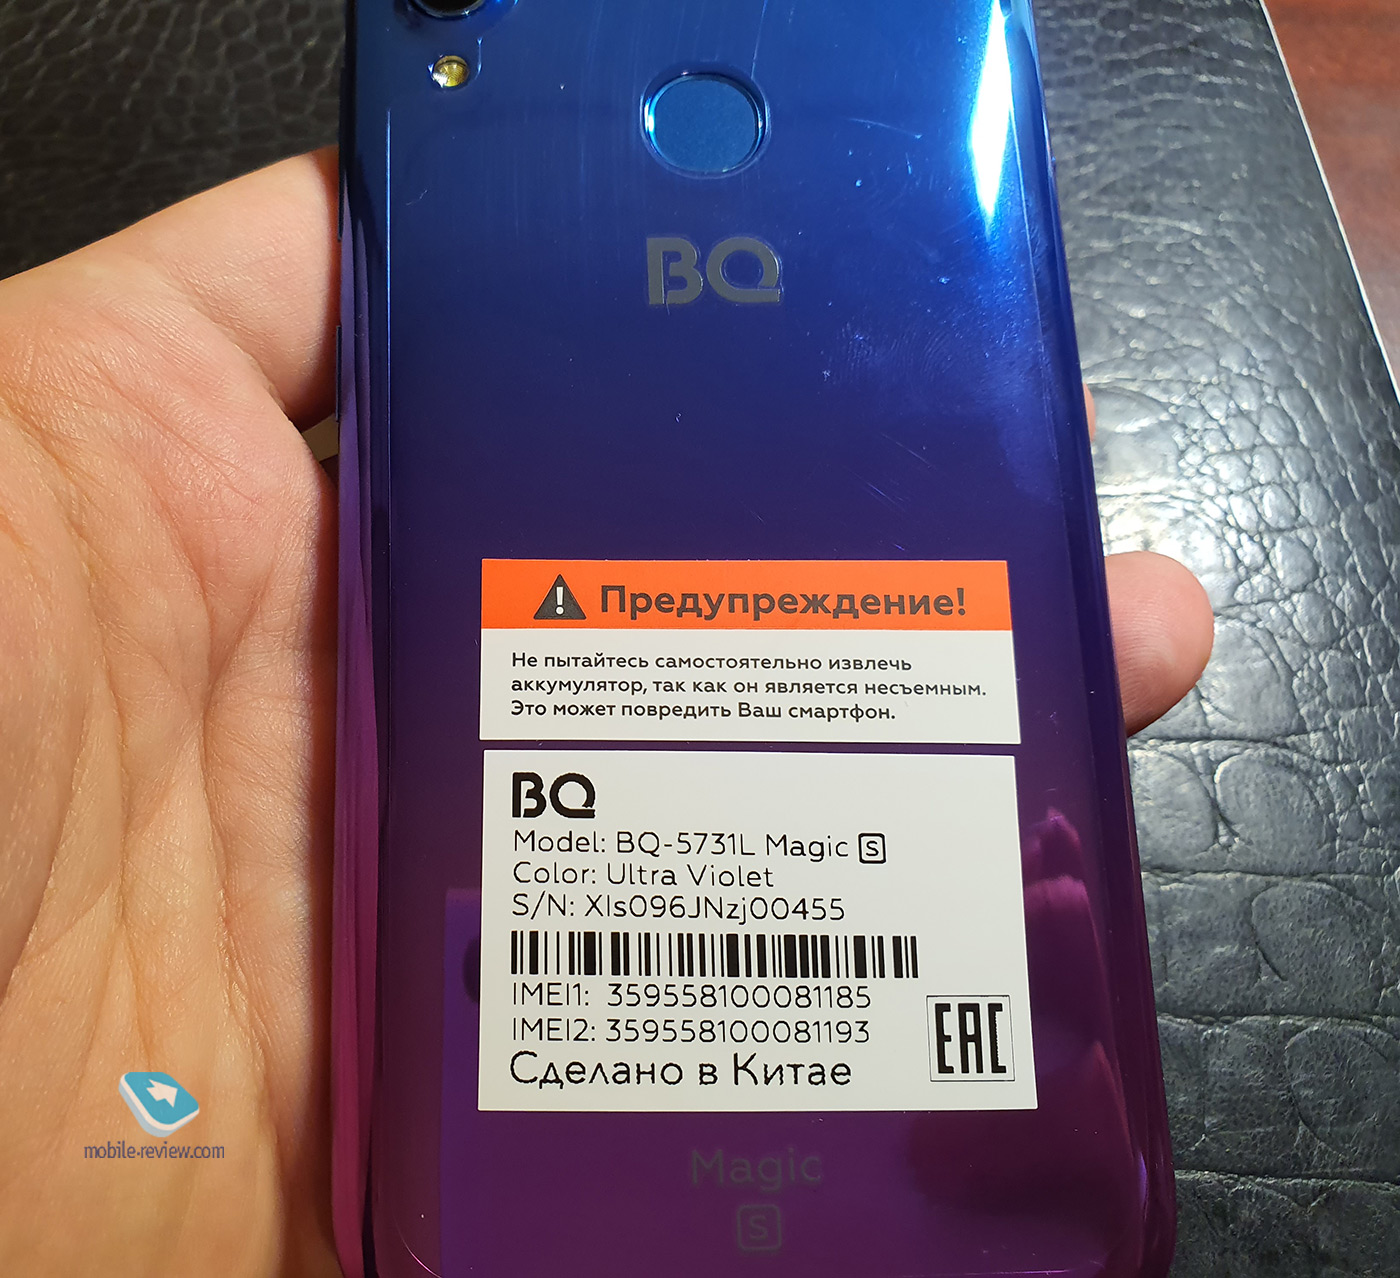 BQ
Предупреждение!
Не пытайтесь самостоятельно извлечь
аккумулятор, так как он является несъемным.
Это может повредить Ваш смартфон.
BQ
Model: BQ-5731L Magic S
Color: Ultra Violet
S/N: XIs096JNzj00455
IMEI1: 359558100081185
IMEI2: 359558100081193
Сделано в Китае
EAC
mobile-review.com
Magic
S